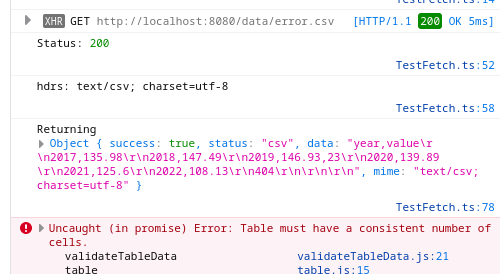 TestFetch.ts:14
XHR GET http://localhost:8080/data/error.csv [HTTP/1.1 200 OK 5ms]
Status: 200
TestFetch.ts:52
hdrs: text/csv; charset=utf-8
TestFetch.ts:58
Returning
Object { success: true, status: "csv", data: "year,value\r
\n2017,135.98\r\n2018,147.49\r\n2019,146.93,23\r\n2020,139.89
\r\n2021,125.6\r\n2022,108.13\r\n404\r\n\r\n\r\n", mime: "text/csv;
charset=utf-8" }
TestFetch.ts:78
Uncaught (in promise) Error: Table must have a consistent number of
cells.
validateTableData validateTableData.js:21
table table.js:15